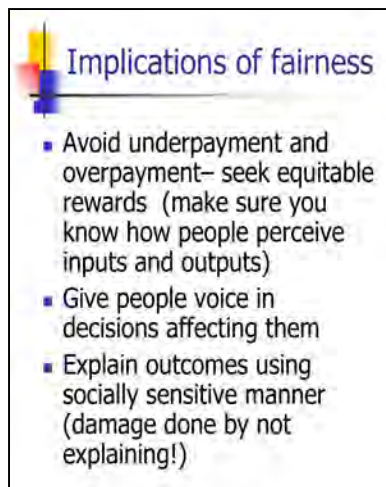 Implications of fairness
Avoid underpayment and
overpayment– seek equitable
rewards (make sure you
know how people perceive
inputs and outputs)
Give people voice in
decisions affecting them
Explain outcomes using
socially sensitive manner
(damage done by not
explaining!)